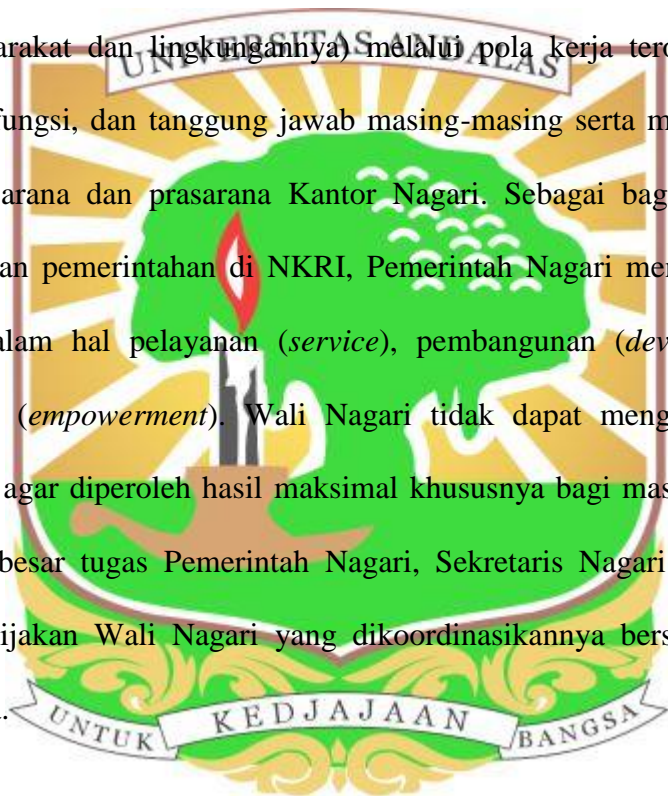 UNIVERSITAS ANDALAS
arakat dan lingkungannya) melalui pola kerja tero
fungsi, dan tanggung jawab masing-masing serta m
arana dan prasarana Kantor Nagari. Sebagai bag
an pemerintahan di NKRI, Pemerintah Nagari mer
alam hal pelayanan (service), pembangunan (dev
(empowerment). Wali Nagari tidak dapat meng
agar diperoleh hasil maksimal khususnya bagi mas
besar tugas Pemerintah Nagari, Sekretaris Nagari
ijakan Wali Nagari yang dikoordinasikannya bers
UNTUK KEDJAJAAN BANGSA